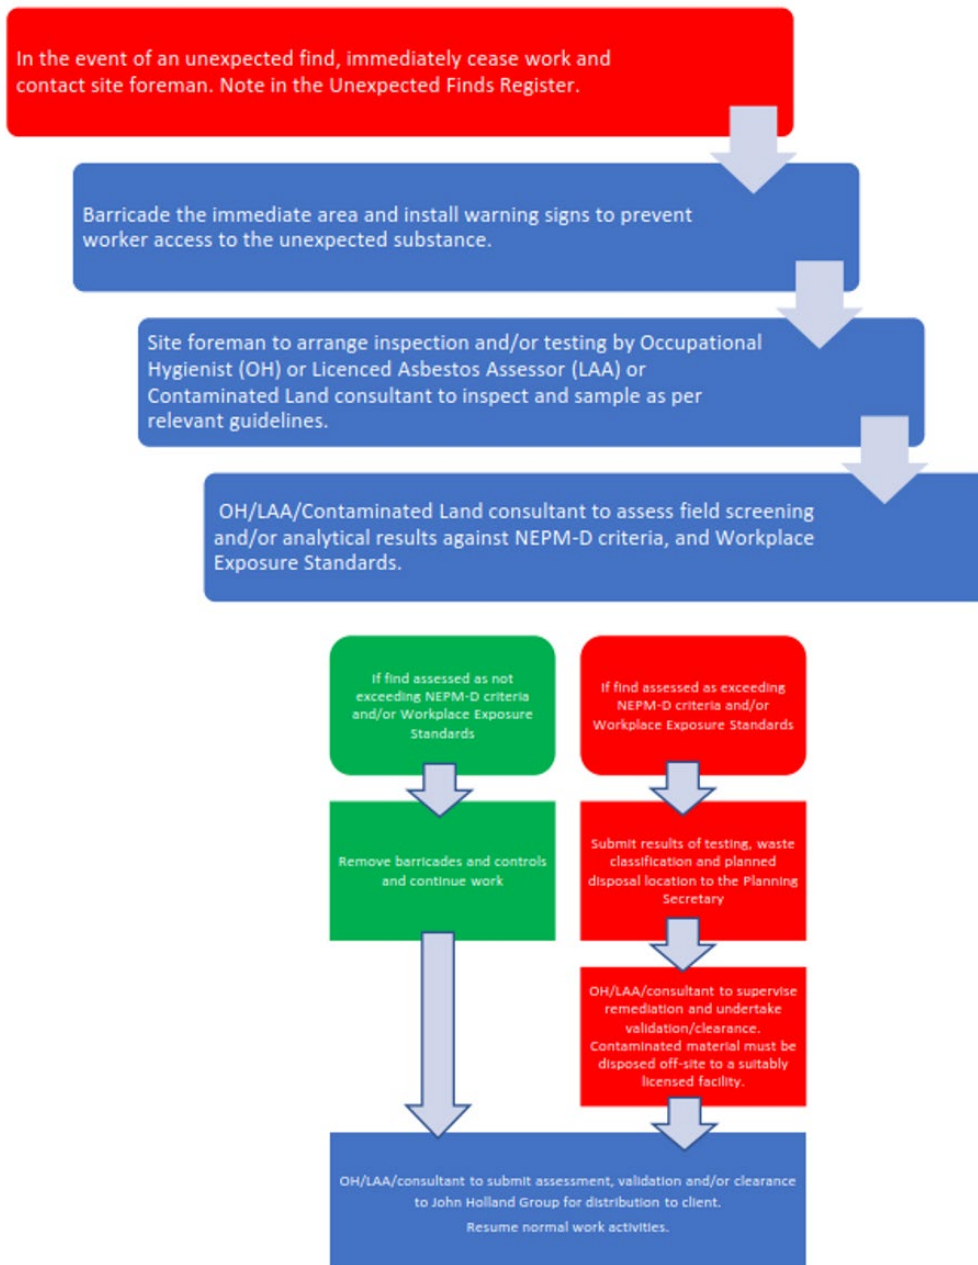 In the event of an unexpected find, immediately cease work and
contact site foreman. Note in the Unexpected Finds Register.
Barricade the immediate area and install warning signs to prevent
worker access to the unexpected substance.
Site foreman to arrange inspection and/or testing by Occupational
Hygienist (OH) or Licenced Asbestos Assessor (LAA) or
Contaminated Land consultant to inspect and sample as per
relevant guidelines.
OH/LAA/Contaminated Land consultant to assess field screening
and/or analytical results against NEPM-D criteria, and Workplace
Exposure Standards.
If find assessed as not
exceeding NEPM-D criteria
and/or Workplace Exposure
Standards
Remove barricades and controls
and continue work
If find assessed as exceeding
NEPM-D criteria and/or
Workplace Exposure Standards
Submit results of testing, waste
classification and planned
disposal location to the Planning
Secretary
OH/LAA/consultant to supervise
remediation and undertake
validation/clearance.
Contaminated material must be
disposed off-site to a suitably
licensed facility.
OH/LAA/consultant to submit assessment, validation and/or clearance
to John Holland Group for distribution to client.
Resume normal work activities.